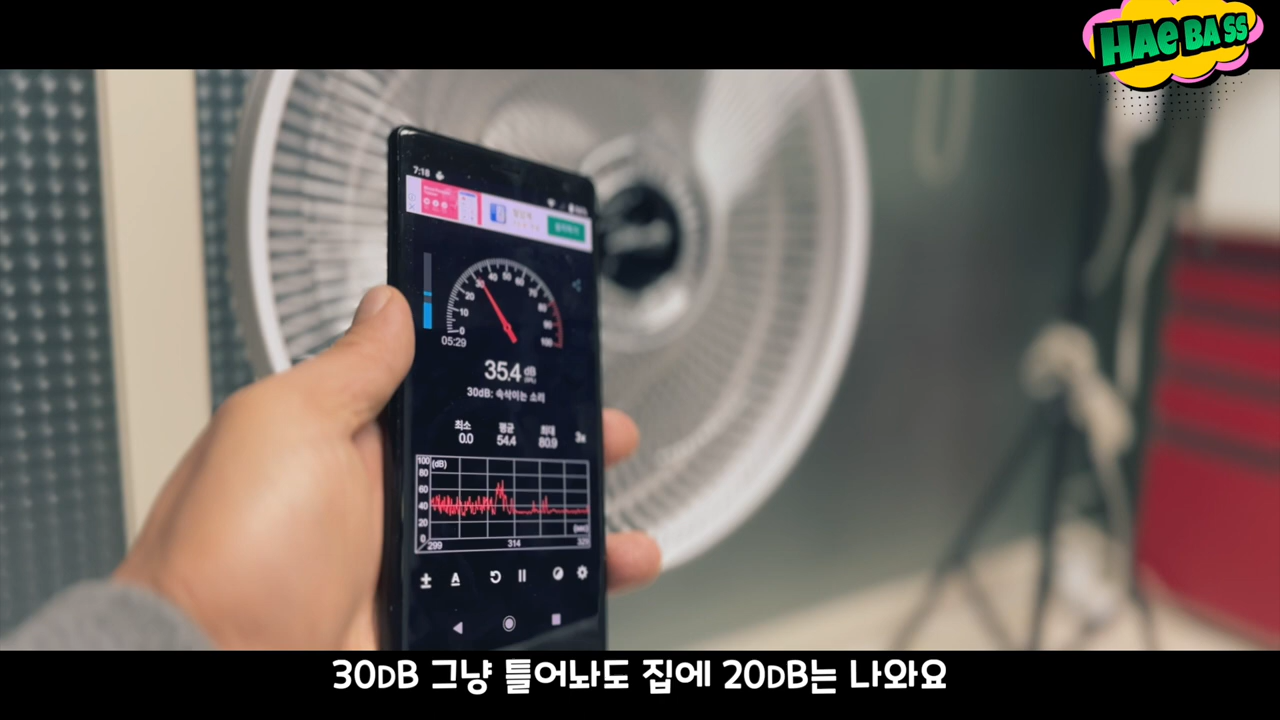 HAE BASS
7:18
40
50
60
30
70
20
80
10
90
0
100
05:29
35.4 dB
30dB: 속삭이는 소리
최소 평균 최대
0.0 54.4 80.9 3x
100 (dB)
80
60
40
20
0
(sec)
299 314 329
A
30DB 그냥 틀어놔도 집에 20DB는 나와요